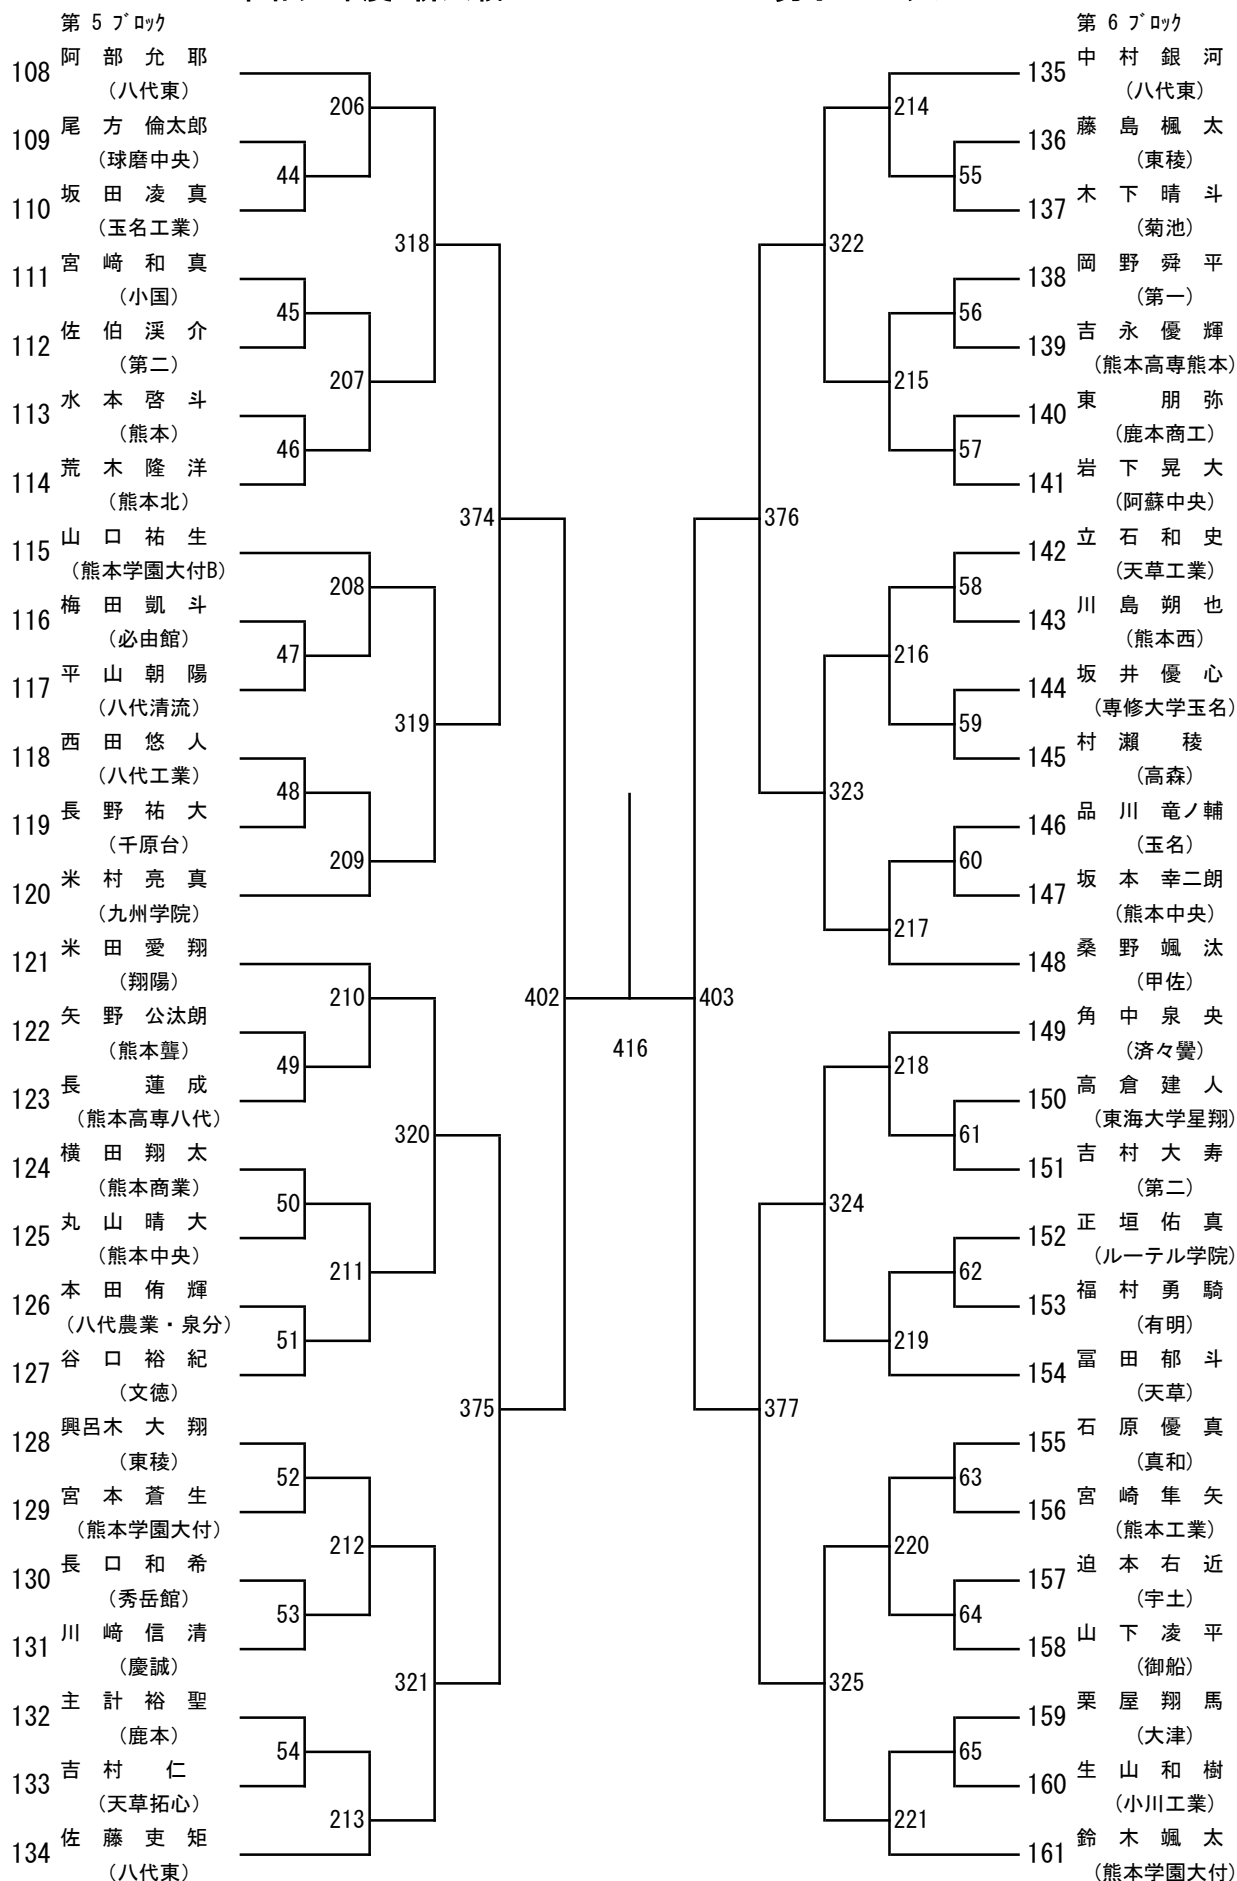 第 5 ブロック
108 阿 部 允 耶
(八代東)
206
109 尾 方 倫太郎
(球磨中央)
44
110 坂 田 凌 真
(玉名工業)
318
111 宮 﨑 和 真
(小国)
45
112 佐 伯 渓 介
(第二)
207
113 水 本 啓 斗
(熊本)
46
114 荒 木 隆 洋
(熊本北)
374
115 山 口 祐 生
(熊本学園大付B)
208
116 梅 田 凱 斗
(必由館)
47
117 平 山 朝 陽
(八代清流)
319
118 西 田 悠 人
(八代工業)
48
119 長 野 祐 大
(千原台)
209
120 米 村 亮 真
(九州学院)
121 米 田 愛 翔
(翔陽)
210
402
122 矢 野 公汰朗
(熊本聾)
49
123 長 蓮 成
(熊本高専八代)
320
124 横 田 翔 太
(熊本商業)
50
125 丸 山 晴 大
(熊本中央)
211
126 本 田 侑 輝
(八代農業・泉分)
51
127 谷 口 裕 紀
(文徳)
375
128 興呂木 大 翔
(東稜)
52
129 宮 本 蒼 生
(熊本学園大付)
212
130 長 口 和 希
(秀岳館)
53
131 川 﨑 信 清
(慶誠)
321
132 主 計 裕 聖
(鹿本)
54
133 吉 村 仁
(天草拓心)
213
134 佐 藤 吏 矩
(八代東)
416
第 6 ブロック
135 中 村 銀 河
(八代東)
214
136 藤 島 楓 太
(東稜)
55
137 木 下 晴 斗
(菊池)
322
138 岡 野 舜 平
(第一)
56
139 吉 永 優 輝
(熊本高専熊本)
215
140 東 朋 弥
(鹿本商工)
57
141 岩 下 晃 大
(阿蘇中央)
376
142 立 石 和 史
(天草工業)
58
143 川 島 朔 也
(熊本西)
216
144 坂 井 優 心
(専修大学玉名)
59
145 村 瀬 稜
(高森)
323
146 品 川 竜ノ輔
(玉名)
60
147 坂 本 幸二朗
(熊本中央)
217
148 桑 野 颯 汰
(甲佐)
403
149 角 中 泉 央
(済々黌)
218
150 高 倉 建 人
(東海大学星翔)
61
151 吉 村 大 寿
(第二)
324
152 正 垣 佑 真
(ルーテル学院)
62
153 福 村 勇 騎
(有明)
219
154 冨 田 郁 斗
(天草)
377
155 石 原 優 真
(真和)
63
156 宮 崎 隼 矢
(熊本工業)
220
157 迫 本 右 近
(宇土)
64
158 山 下 凌 平
(御船)
325
159 栗 屋 翔 馬
(大津)
65
160 生 山 和 樹
(小川工業)
221
161 鈴 木 颯 太
(熊本学園大付)